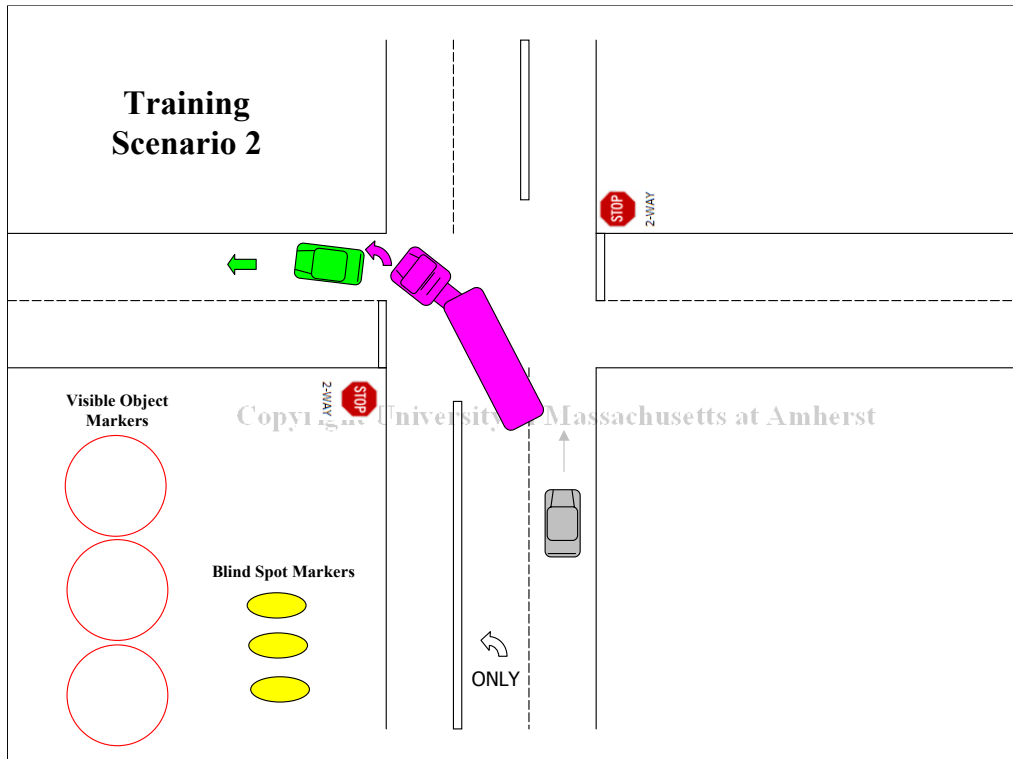 Training
Scenario 2
STOP
2-WAY
2-WAY
STOP
Visible Object
Markers
Copyright University of Massachusetts at Amherst
Blind Spot Markers
ONLY